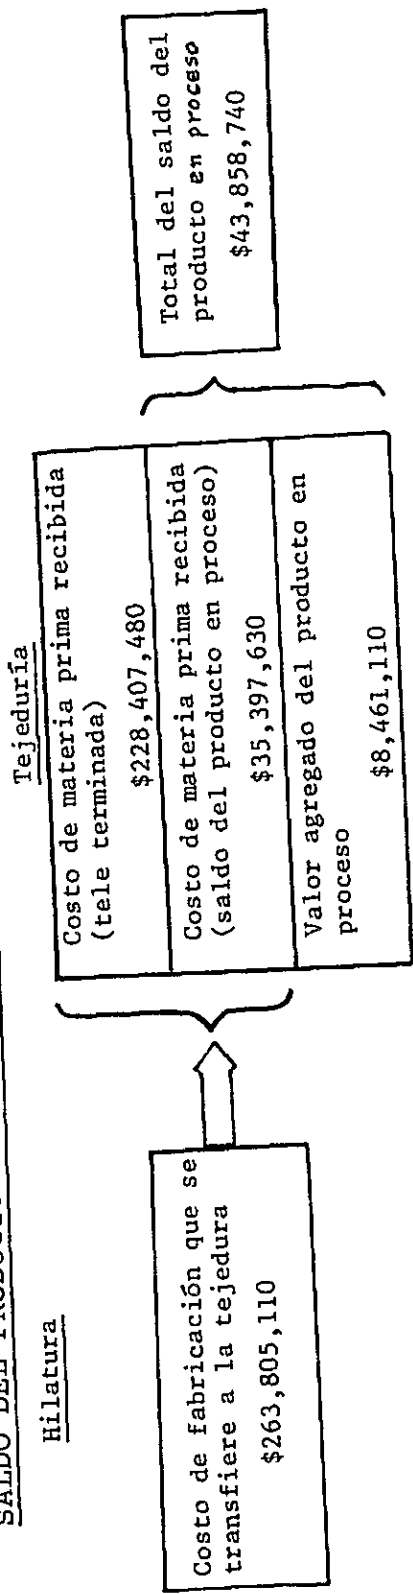 SALDO DEL
Hilatura
Costo de fabricación que se
transfiere a la tejedura
$263,805,110
Tejeduría
Costo de materia prima recibida
(tele terminada)
$228,407,480
Costo de materia prima recibida
(saldo del producto en proceso)
$35,397,630
Valor agregado del producto en
proceso
$8,461,110
Total del saldo del
producto en proceso
$43,858,740